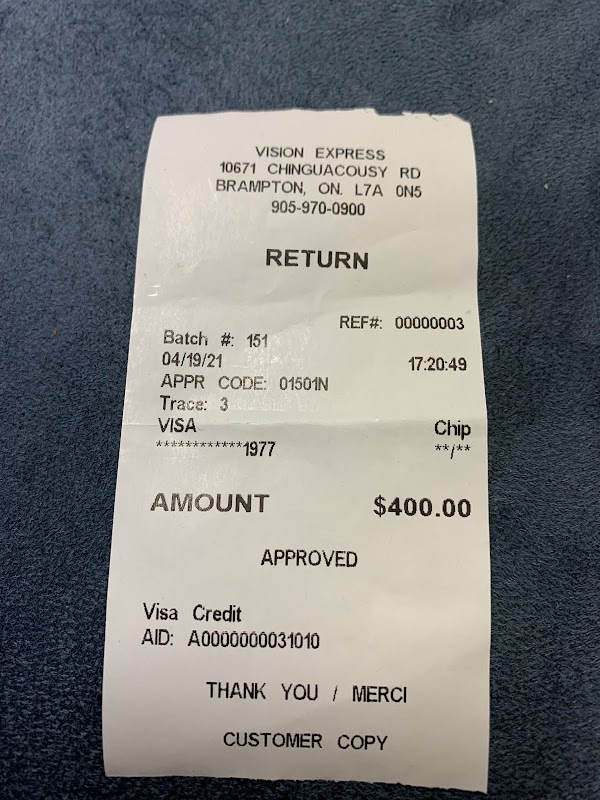 VISION EXPRESS
10671 CHINGUACOUSY RD
BRAMPTON, ON. L7A 0N5
905-970-0900
RETURN
REF#: 00000003
Batch #: 151
04/19/21 17:20:49
APPR CODE: 01501N
Trace: 3
VISA Chip
************1977 **/**
AMOUNT $400.00
APPROVED
Visa Credit
AID: A0000000031010
THANK YOU / MERCI
CUSTOMER COPY